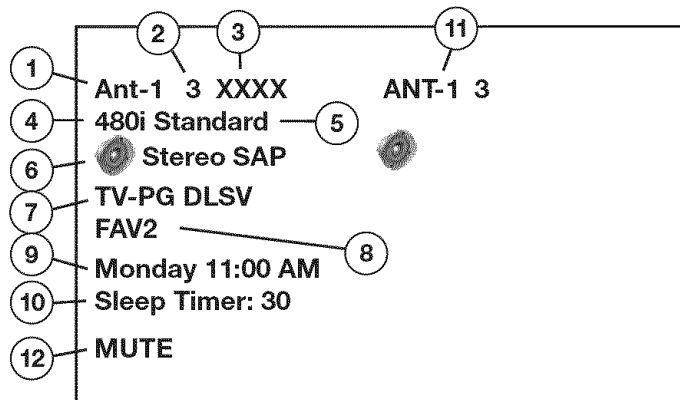 2 3 11
1 Ant-1 3 XXXX ANT-1 3
4 480i Standard 5
6 Stereo SAP
7 TV-PG DLSV
FAV2 8
9 Monday 11:00 AM
10 Sleep Timer: 30
12 MUTE